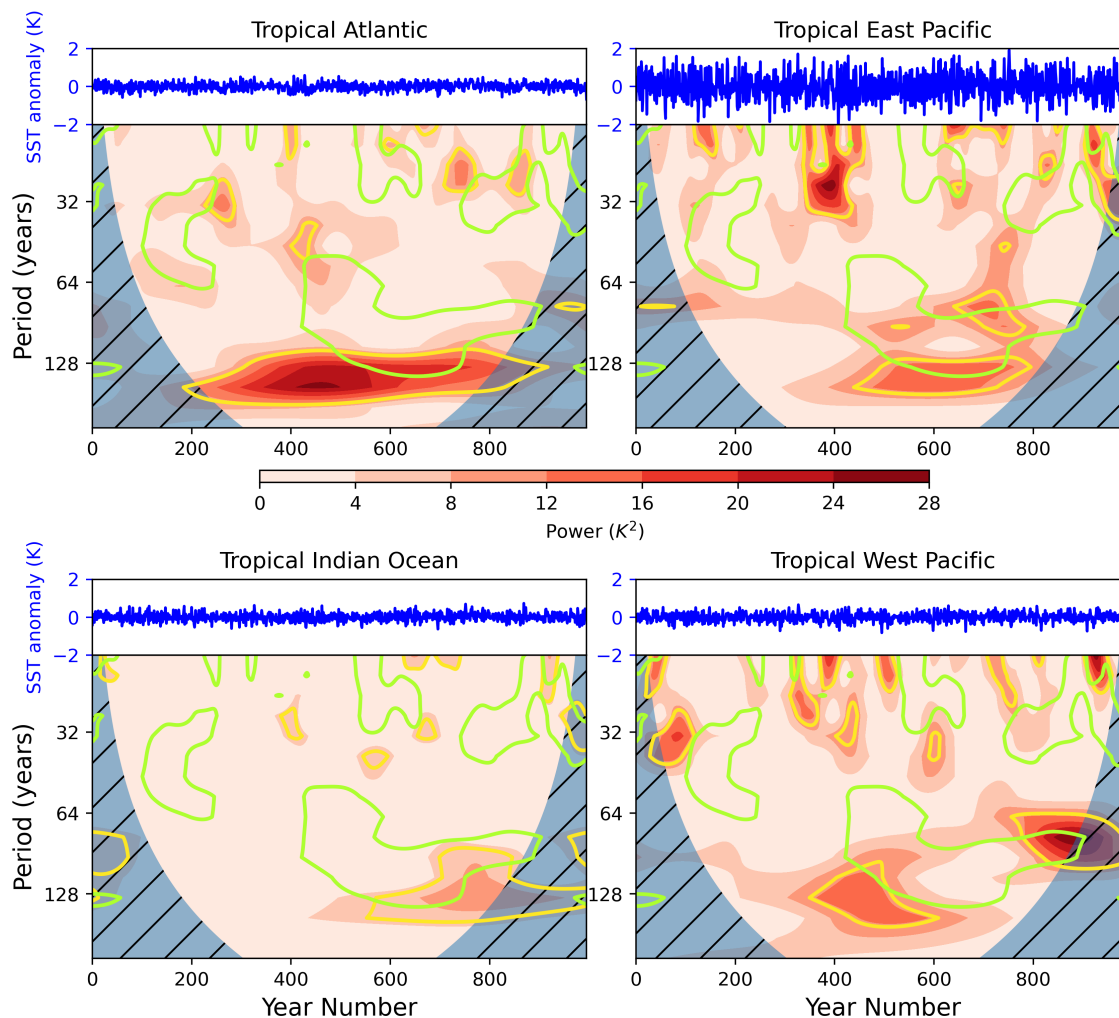 Tropical Atlantic
Tropical East Pacific
SST anomaly (K)
2
0
−2
2
0
−2
Period (years)
32
64
128
32
64
128
0 200 400 600 800
0 200 400 600 800
0 4 8 12 16 20 24 28
Power (K²)
Tropical Indian Ocean
Tropical West Pacific
SST anomaly (K)
2
0
−2
2
0
−2
Period (years)
32
64
128
32
64
128
0 200 400 600 800
0 200 400 600 800
Year Number
Year Number